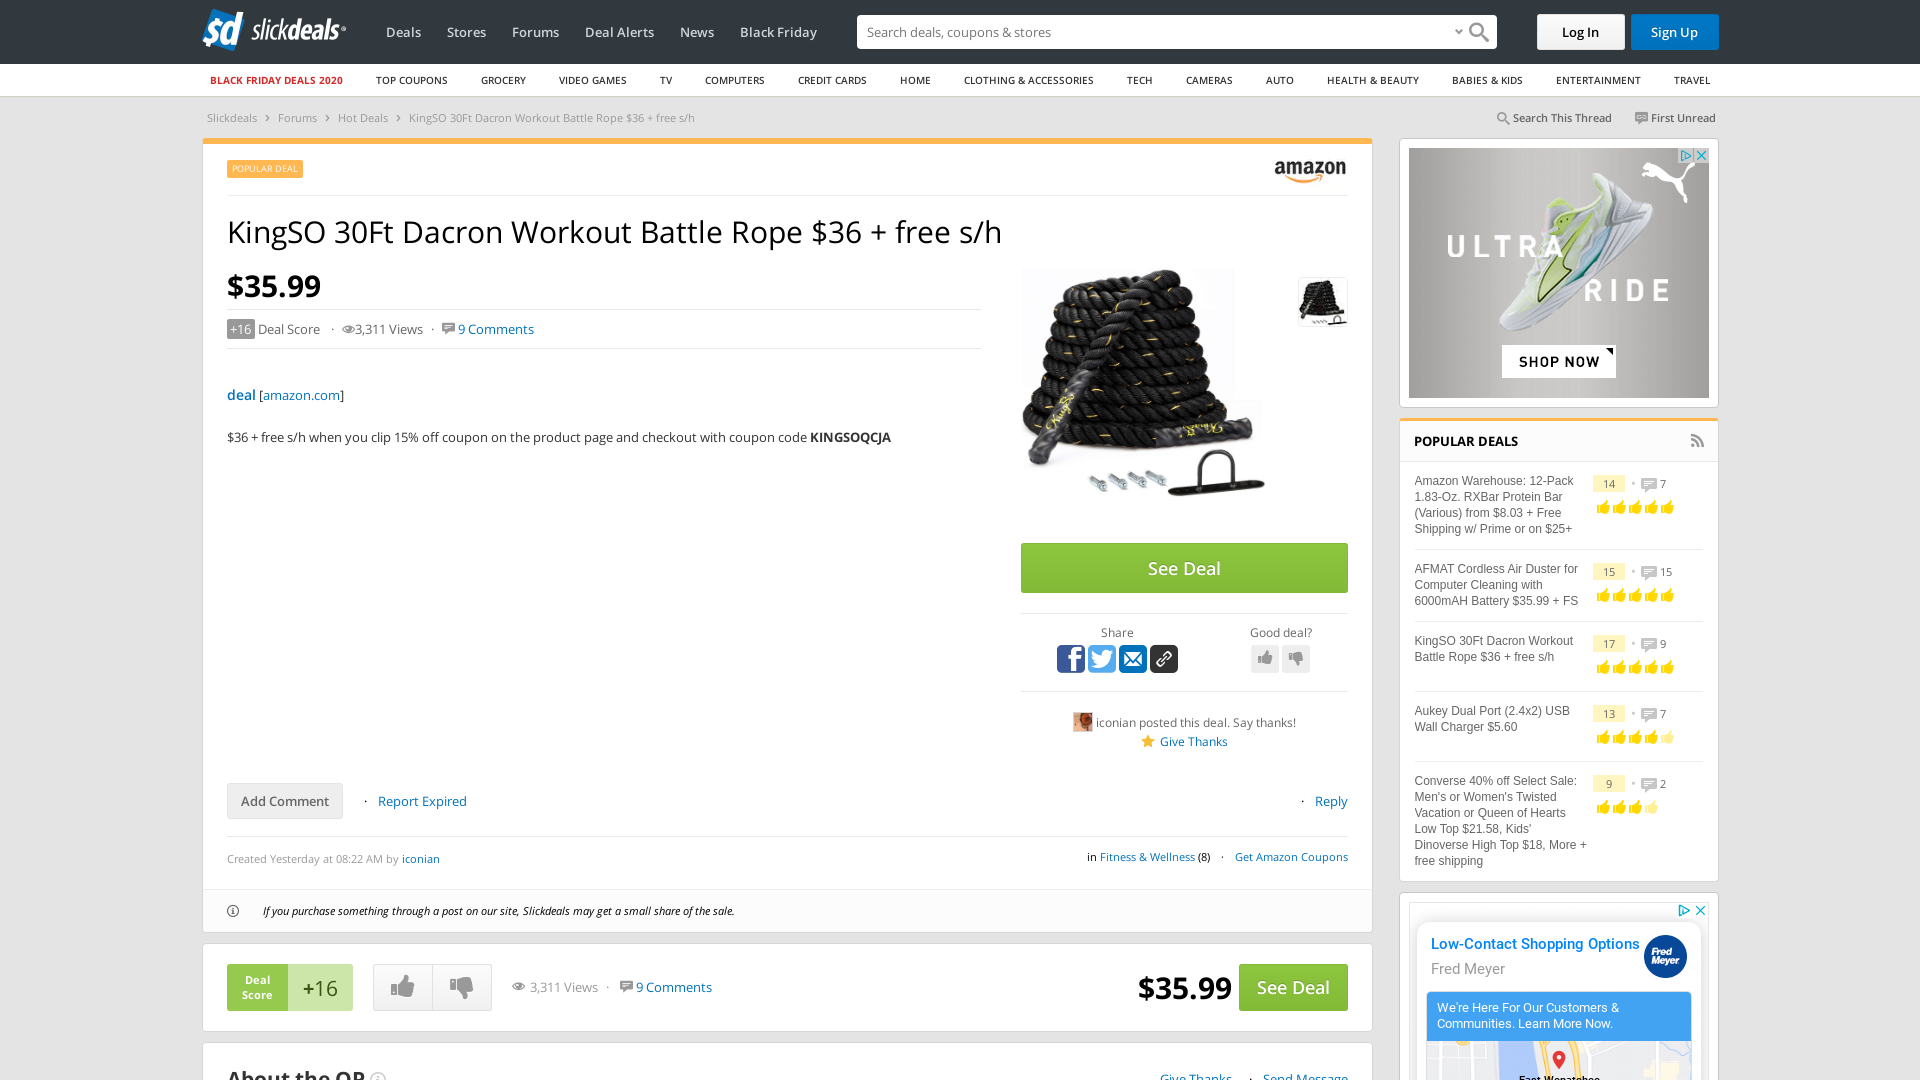 sd slickdeals
Deals Stores Forums Deal Alerts News Black Friday
Search deals, coupons & shops
Log In Sign Up
BLACK FRIDAY DEALS 2020 TOP COUPONS GROCERY VIDEO GAMES TV COMPUTERS CREDIT CARDS HOME CLOTHING & ACCESSORIES TECH CAMERAS AUTO HEALTH & BEAUTY BABIES & KIDS ENTERTAINMENT TRAVEL
Slickdeals › Forums › Hot Deals › KingSO 30Ft Dacron Workout Battle Rope $36 + free s/h
Search This Thread First Unread
POPULAR DEAL
amazon
KingSO 30Ft Dacron Workout Battle Rope $36 + free s/h
$35.99
+16 Deal Score · 3,311 Views · 9 Comments
deal [amazon.com]
$36 + free s/h when you clip 15% off coupon on the product page and checkout with coupon code KINGSOQCJA
KingSO
KingSO
See Deal
Share
Good deal?
iconian posted this deal. Say thanks!
Give Thanks
Add Comment · Report Expired
· Reply
Created Yesterday at 08:22 AM by iconian
in Fitness & Wellness (8) · Get Amazon Coupons
If you purchase something through a post on our site, Slickdeals may get a small share of the sale.
Deal
Score
+16
3,311 Views · 9 Comments
$35.99
See Deal
About the OP
Give Thanks · Send Message
ULTRA
RIDE
SHOP NOW
POPULAR DEALS
Amazon Warehouse: 12-Pack
1.83-Oz. RXBar Protein Bar
(Various) from $8.03 + Free
Shipping w/ Prime or on $25+
14 · 7
AFMAT Cordless Air Duster for
Computer Cleaning with
6000mAH Battery $35.99 + FS
15 · 15
KingSO 30Ft Dacron Workout
Battle Rope $36 + free s/h
17 · 9
Aukey Dual Port (2.4x2) USB
Wall Charger $5.60
13 · 7
Converse 40% off Select Sale:
Men's or Women's Twisted
Vacation or Queen of Hearts
Low Top $21.58, Kids'
Dinoverse High Top $18, More +
free shipping
9 · 2
Low-Contact Shopping Options
Fred Meyer
Fred
Meyer
We're Here For Our Customers &
Communities. Learn More Now.
East Wenatchee